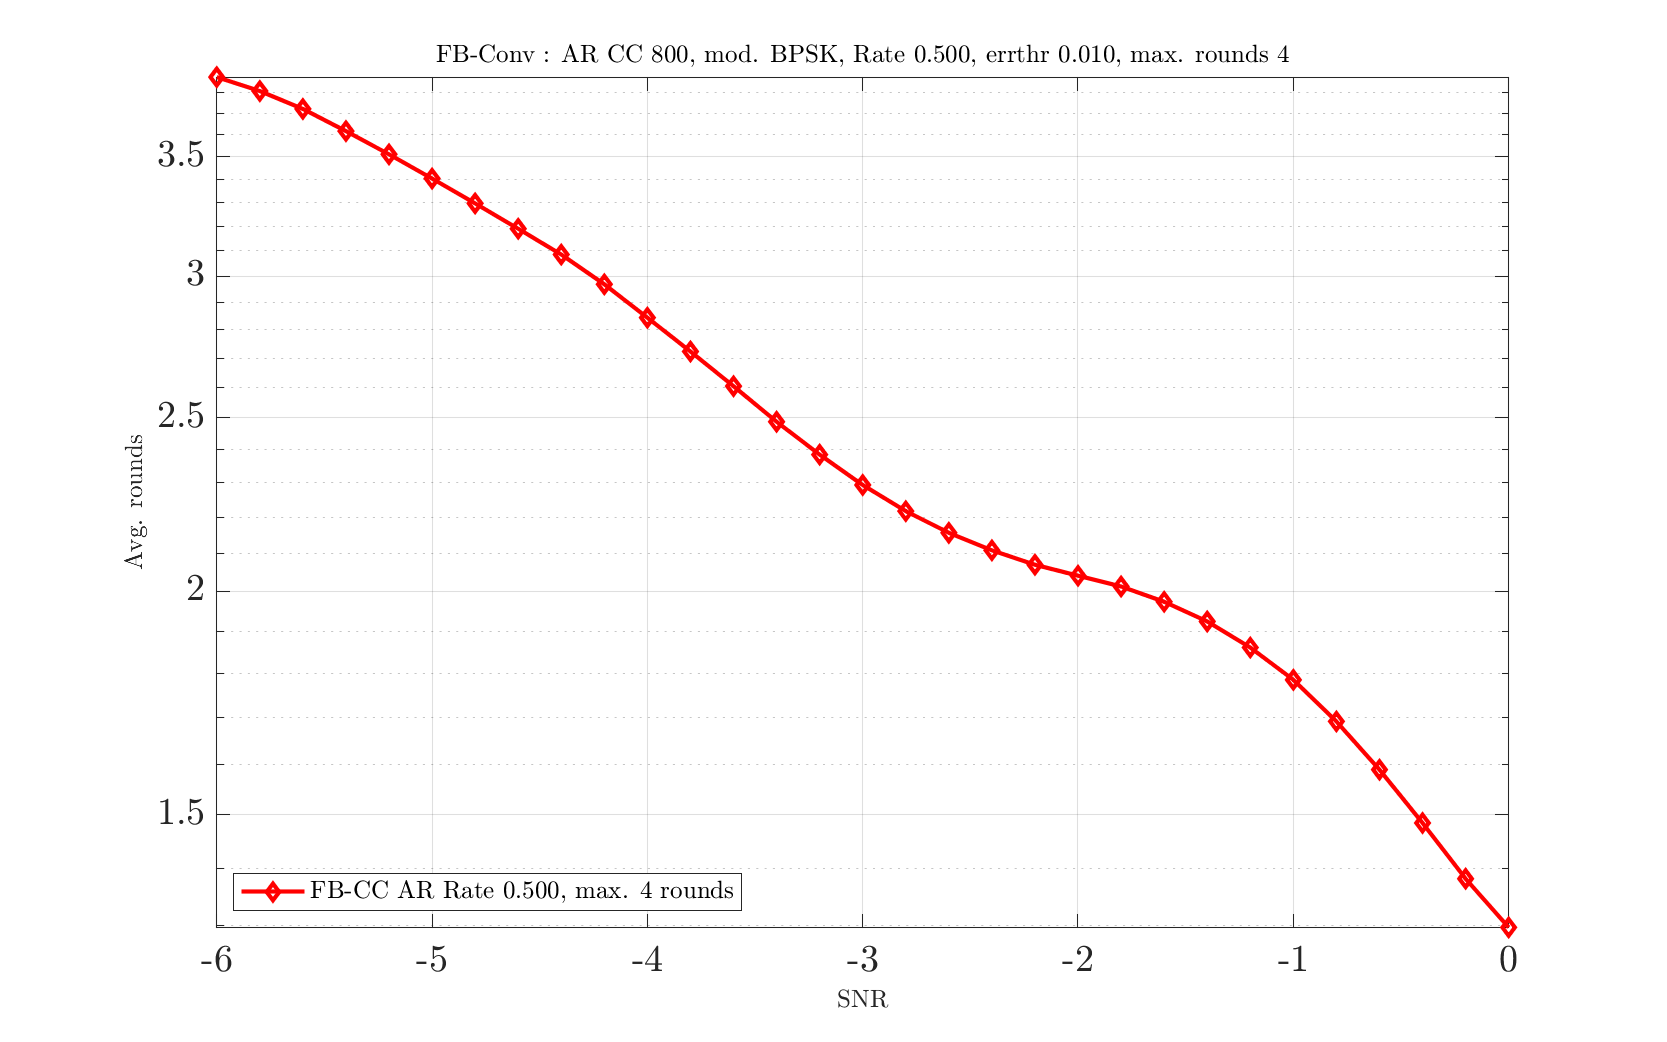 FB-Conv : AR CC 800, mod. BPSK, Rate 0.500, errthr 0.010, max. rounds 4
3.5
3
2.5
2
1.5
Avg. rounds
FB-CC AR Rate 0.500, max. 4 rounds
-6 -5 -4 -3 -2 -1 0
SNR